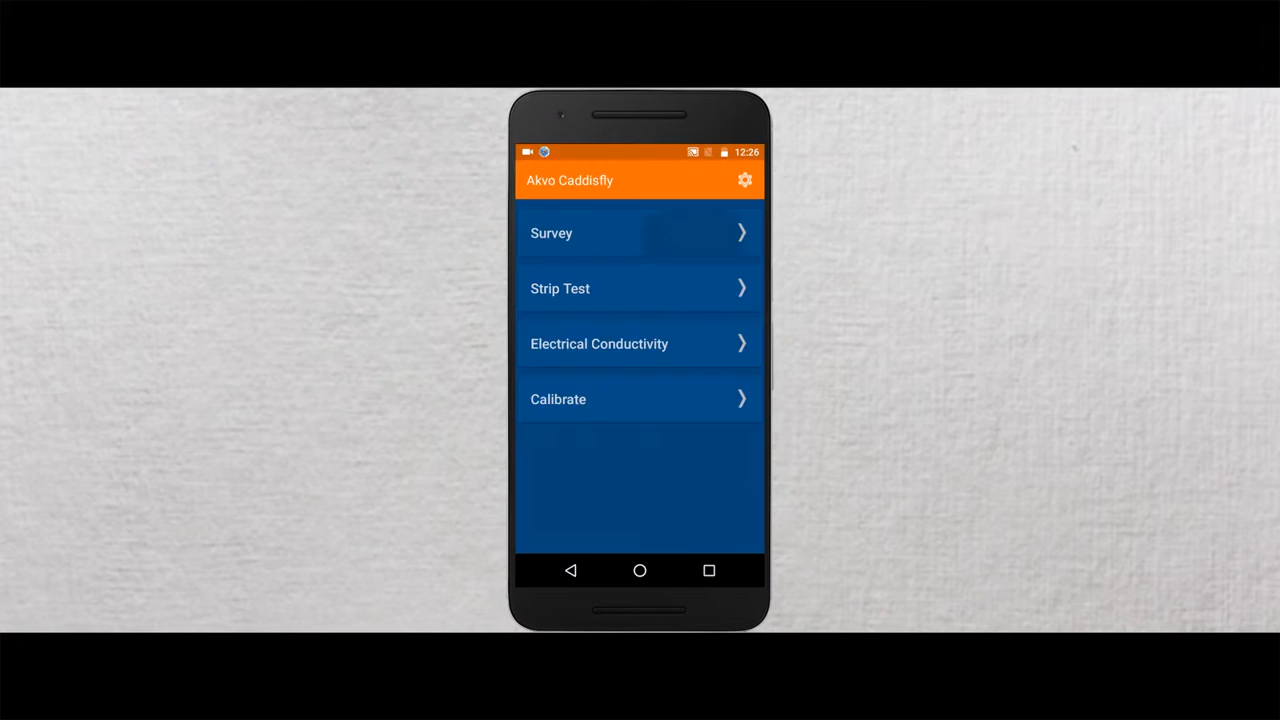 12:26
Akvo Caddisfly
Survey
Strip Test
Electrical Conductivity
Calibrate